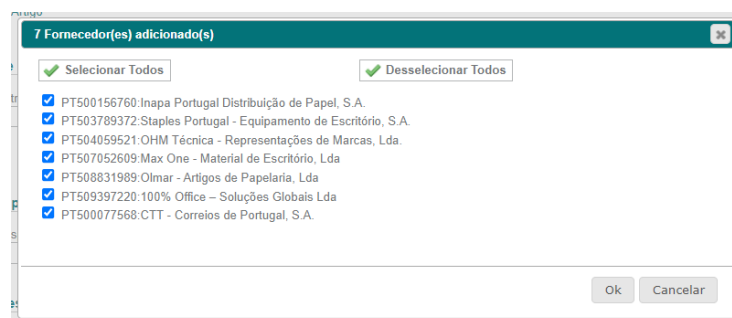 Artigo
7 Fornecedor(es) adicionado(s)
Selecionar Todos
Desselecionar Todos
PT500156760:Inapa Portugal Distribuição de Papel, S.A.
PT503789372:Staples Portugal - Equipamento de Escritório, S.A.
PT504059521:OHM Técnica - Representações de Marcas, Lda.
PT507052609:Max One - Material de Escritório, Lda
PT508831989:Olmar - Artigos de Papelaria, Lda
PT509397220:100% Office – Soluções Globais Lda
PT500077568:CTT - Correios de Portugal, S.A.
Ok
Cancelar